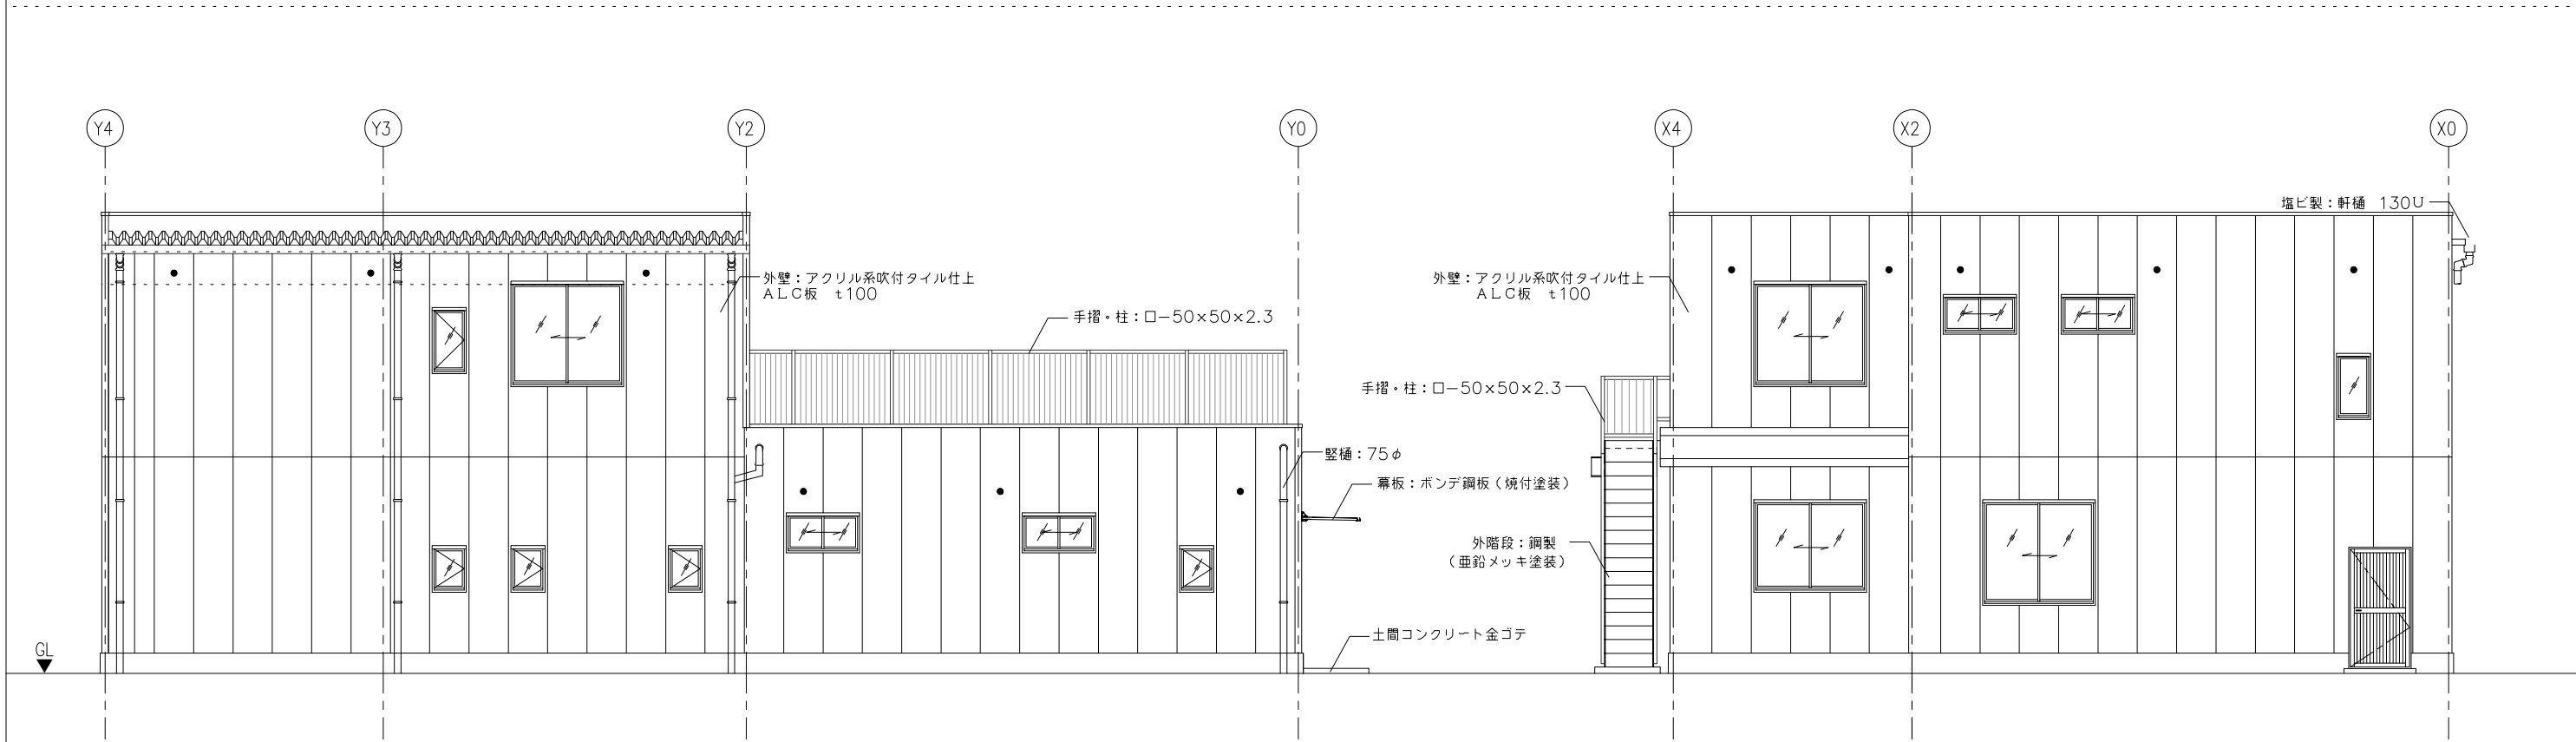 Y4
Y3
Y2
Y0
X4
X2
X0
塩ビ製：軒樋 130U
外壁：アクリル系吹付タイル仕上
ALC板 t100
手摺・柱：□－50×50×2.3
外壁：アクリル系吹付タイル仕上
ALC板 t100
手摺・柱：□－50×50×2.3
竪樋：75φ
幕板：ボンデ鋼板（焼付塗装）
外階段：鋼製
（亜鉛メッキ塗装）
土間コンクリート金ゴテ
GL